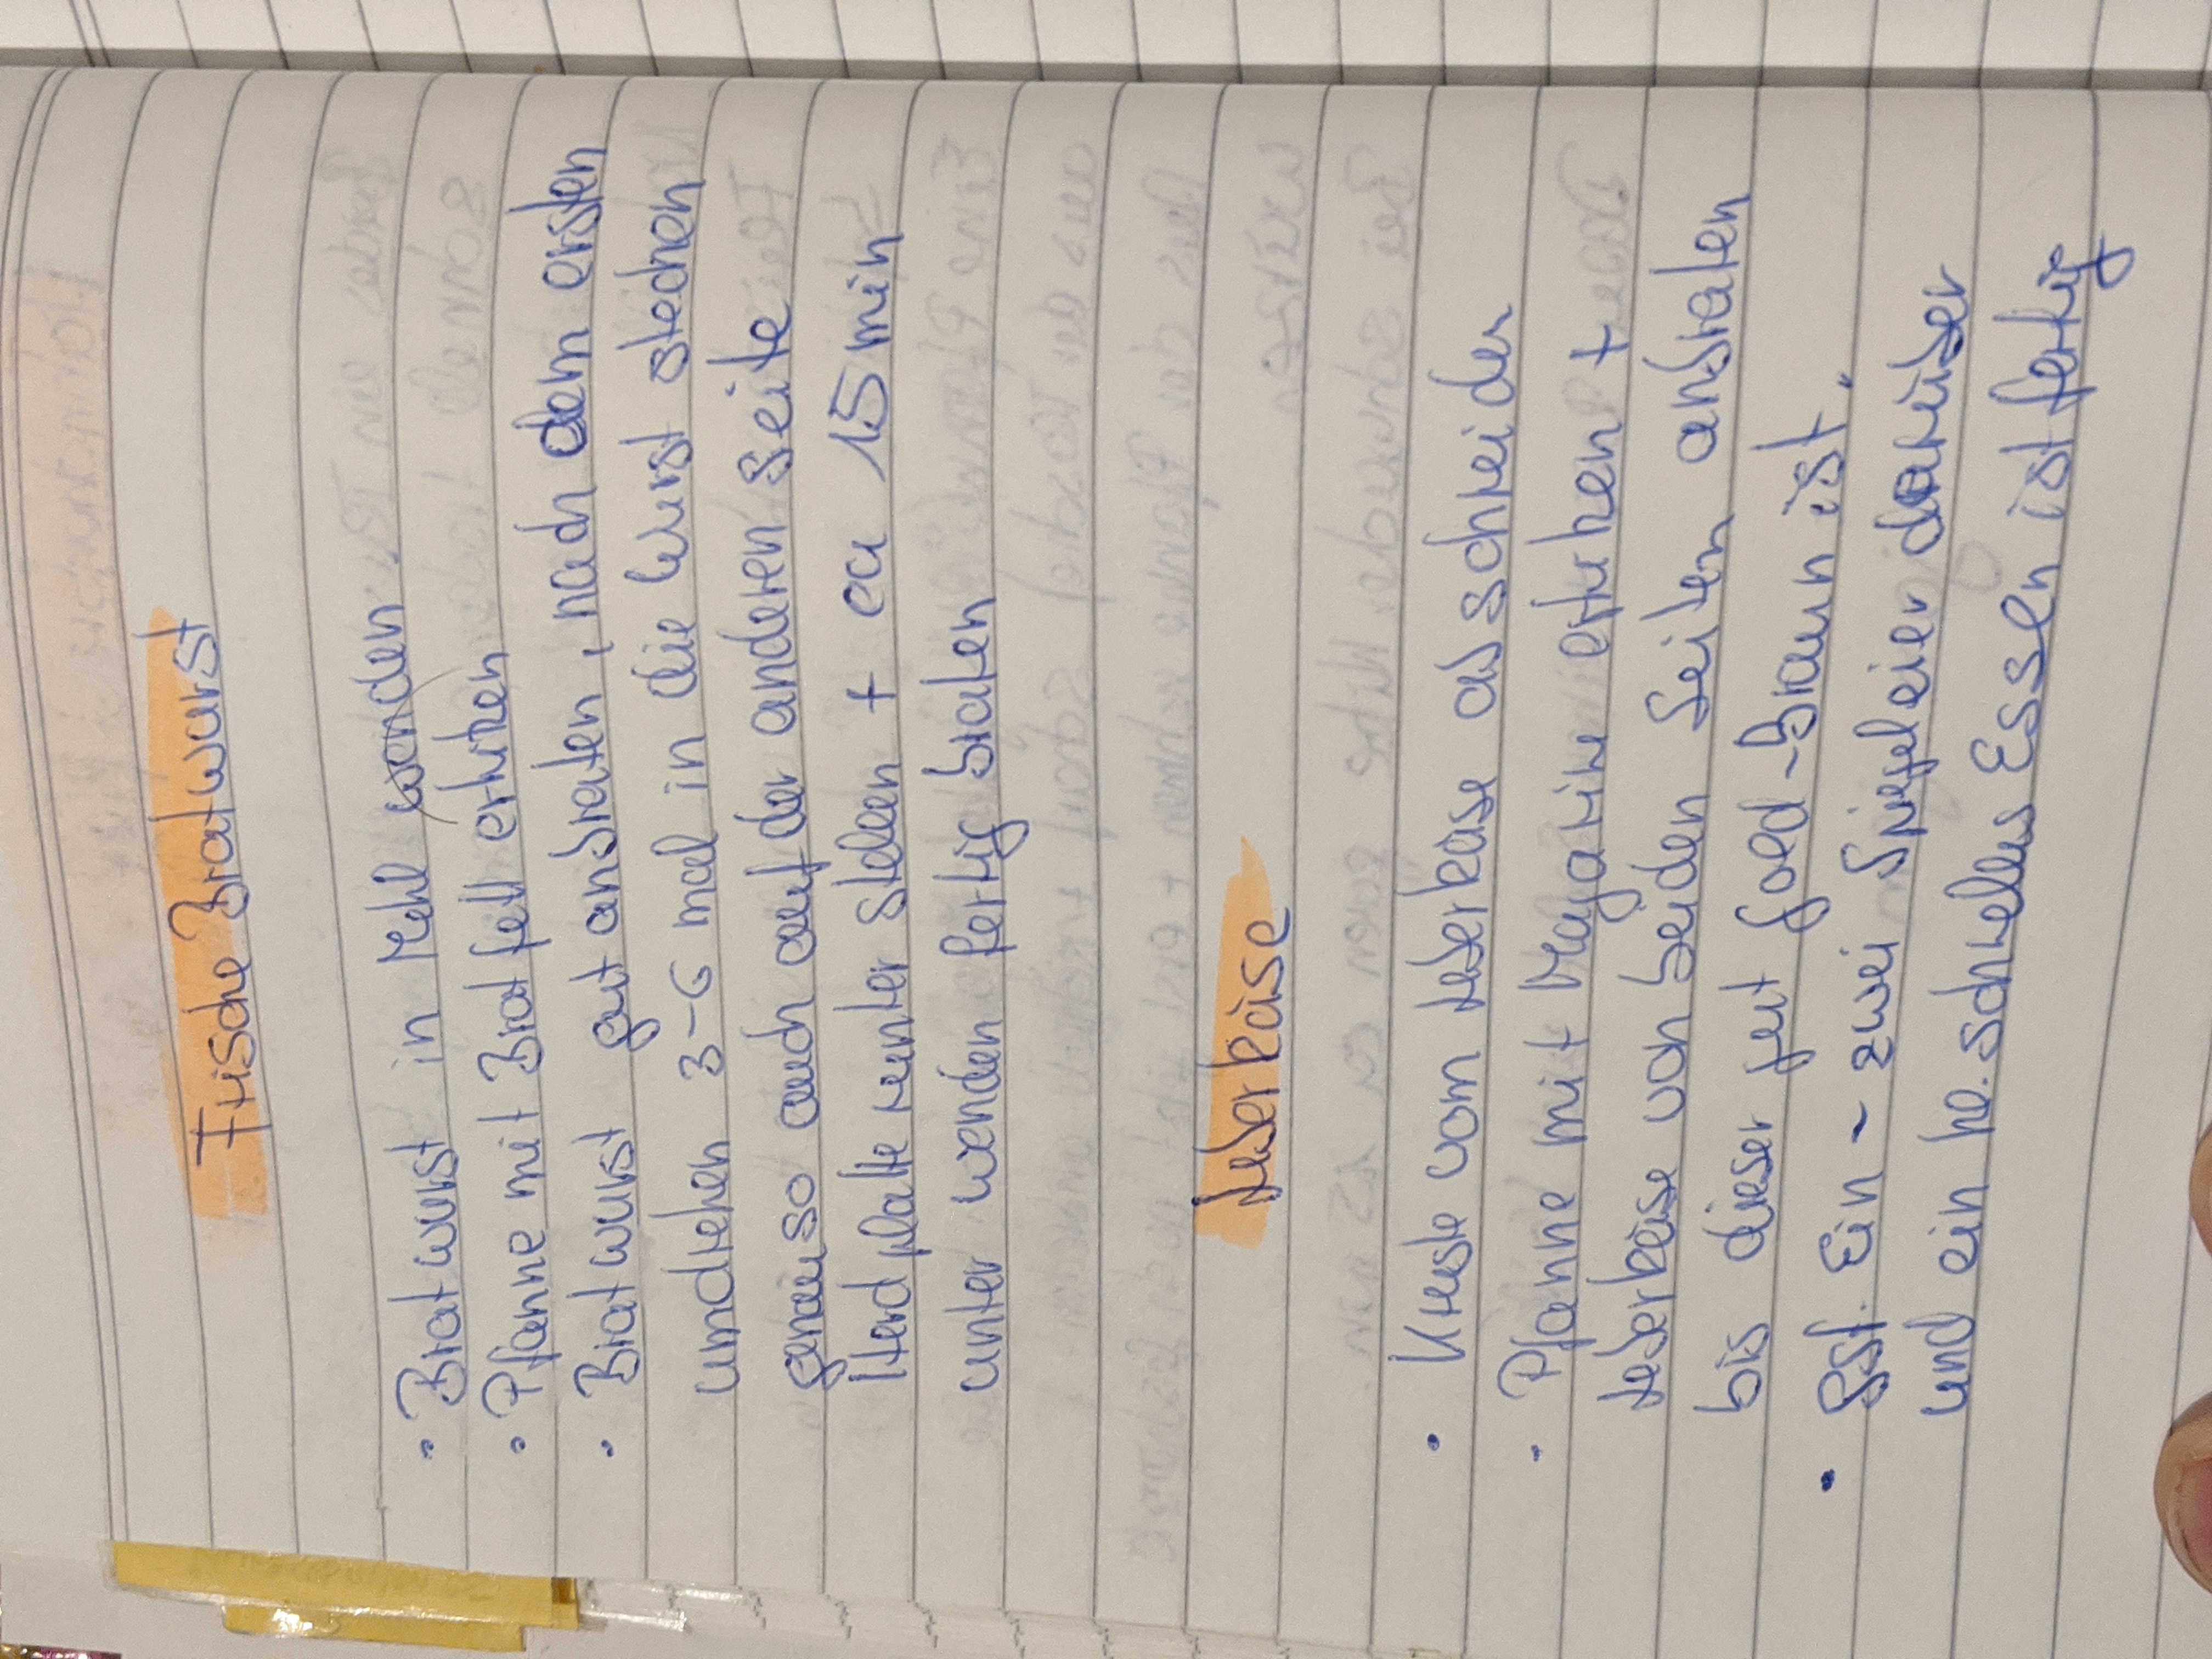 Frische Bratwurst
• Bratwurst in Mehl wenden
• Pfanne mit Bratfett erhitzen
• Bratwurst gut anbraten, nach dem ersten
umdrehen 3-6 mal in die Wurst stechen
genauso auch auf der anderen Seite
Herdplatte runter stellen + ca 15 min
unter wenden fertig braten
Leberkäse
• Kruste vom Leberkäse abschneiden
• Pfanne mit Magarine erhitzen +
Leberkäse von beiden Seiten anbraten
bis dieser gut Gold-Braun ist.
• Ggf. Ein - zwei Spiegeleier darüber
und ein schnelles Essen ist fertig